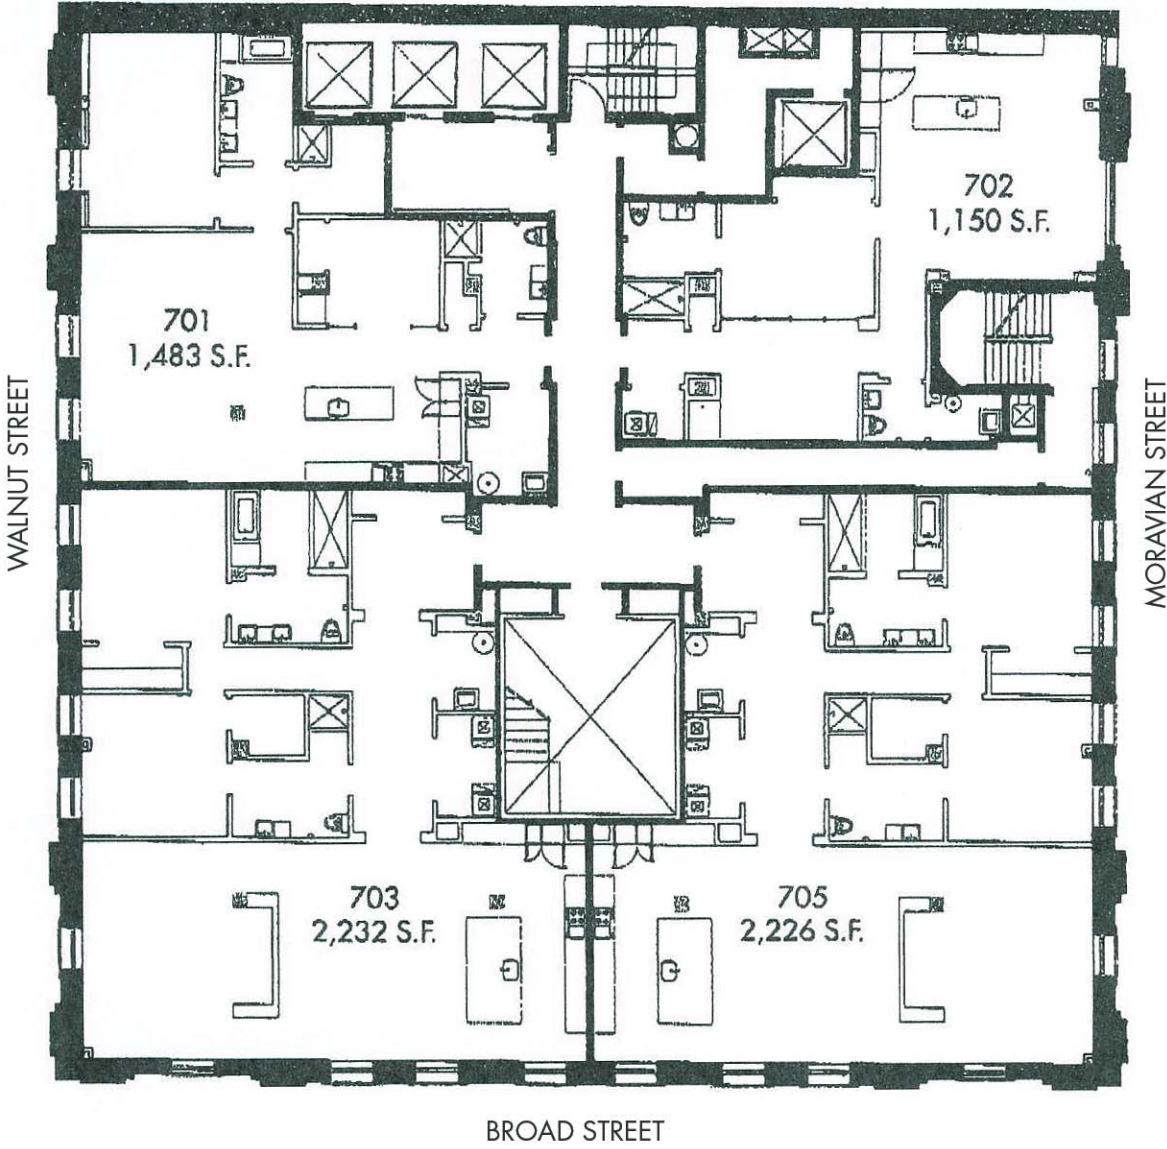 702
1,150 S.F.
701
1,483 S.F.
WALNUT STREET
MORAVIAN STREET
703
2,232 S.F.
705
2,226 S.F.
BROAD STREET